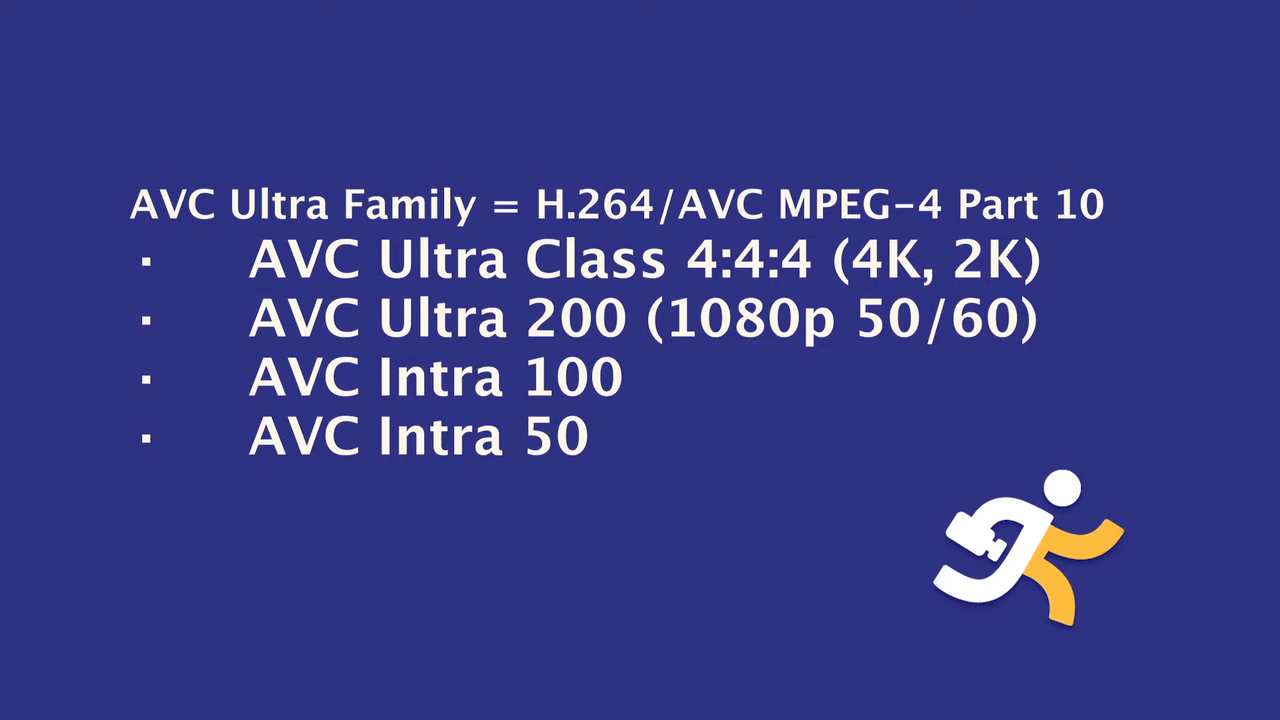 AVC Ultra Family = H.264/AVC MPEG-4 Part 10
· AVC Ultra Class 4:4:4 (4K, 2K)
· AVC Ultra 200 (1080p 50/60)
· AVC Intra 100
· AVC Intra 50